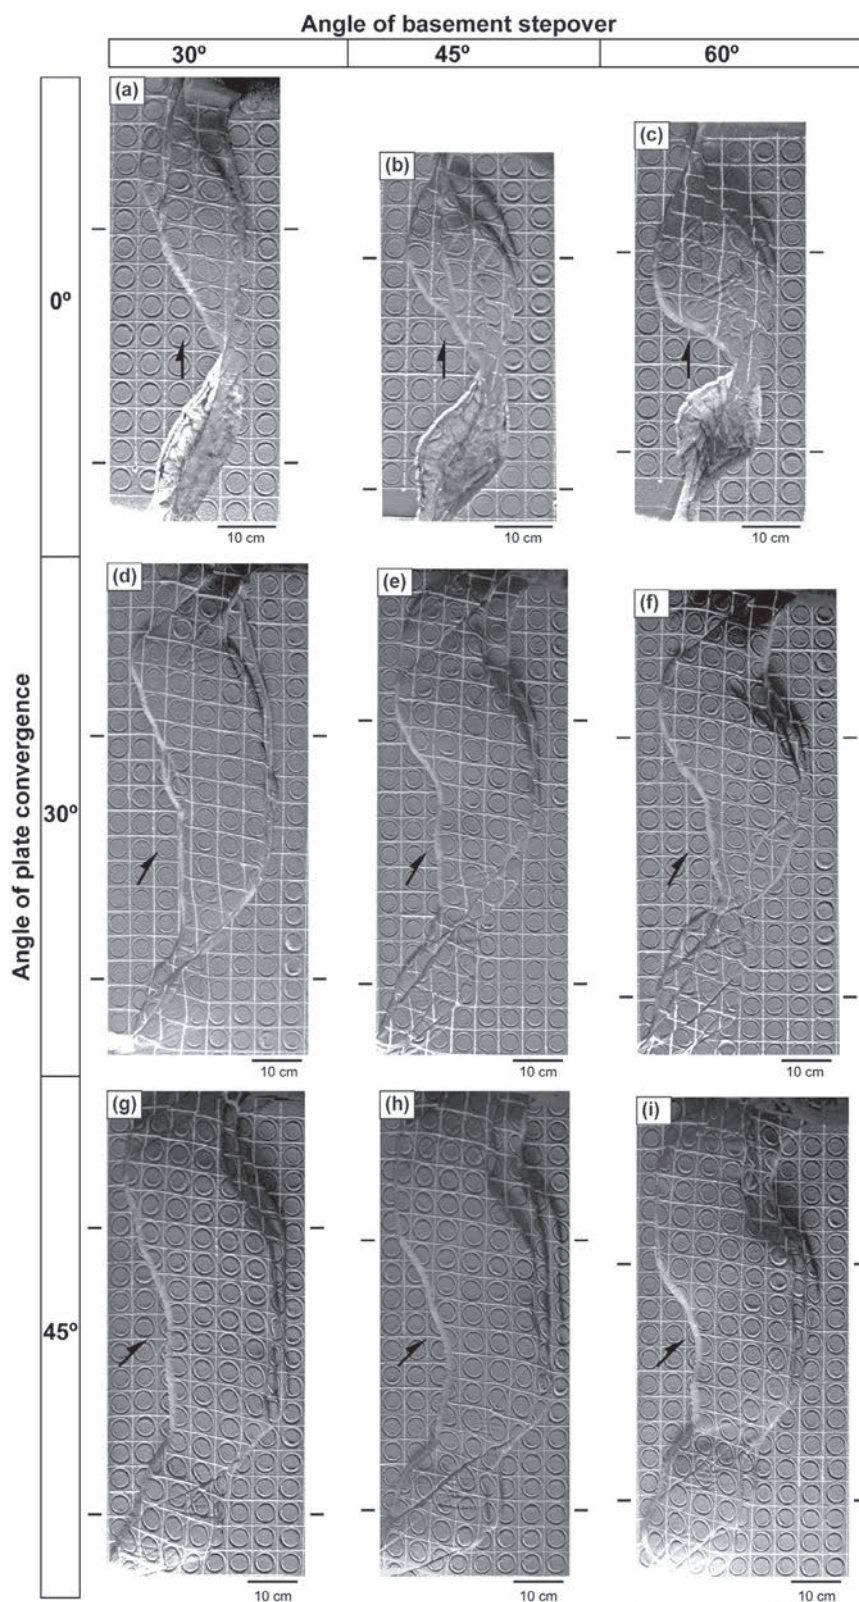 Angle of basement stepover
30º
45º
60º
Angle of plate convergence
0º
(a)
(b)
(c)
10 cm
10 cm
10 cm
30º
(d)
(e)
(f)
10 cm
10 cm
10 cm
45º
(g)
(h)
(i)
10 cm
10 cm
10 cm